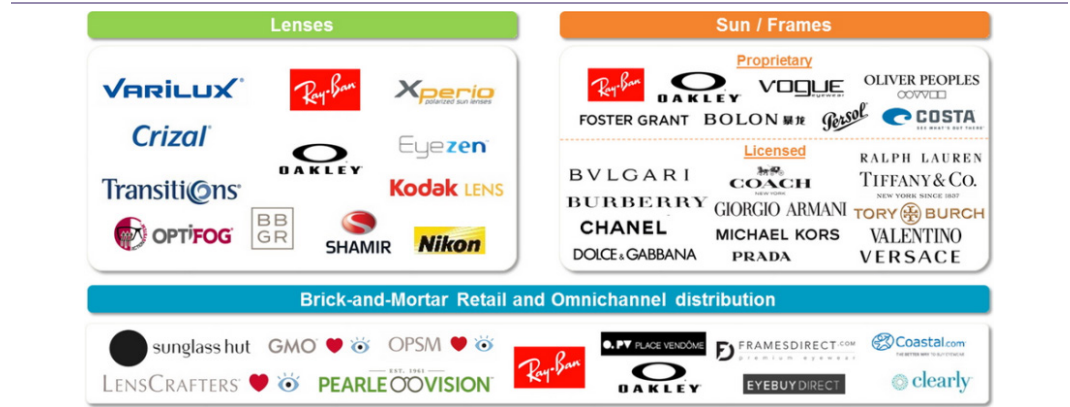 Lenses
VARILUX®
Ray-Ban
Xperio
polarized sun lenses
Crizal®
OAKLEY
Eyezen
Transitions®
Kodak LENS
OPTIFOG
BB
GR
SHAMIR
Nikon
Sun / Frames
Proprietary
Ray-Ban
OAKLEY
VOGUE
eyewear
OLIVER PEOPLES
FOSTER GRANT
BOLON 暴龙
Persol
COSTA
SEE WHAT'S OUT THERE
Licensed
BVLGARI
COACH
NEW YORK
RALPH LAUREN
TIFFANY & CO.
NEW YORK SINCE 1837
BURBERRY
GIORGIO ARMANI
TORY BURCH
CHANEL
MICHAEL KORS
VALENTINO
DOLCE & GABBANA
PRADA
VERSACE
Brick-and-Mortar Retail and Omnichannel distribution
sunglass hut
GMO
OPSM
Ray-Ban
PLACE VENDÔME
FRAMESDIRECT.COM
premium eyewear
Coastal.com
LENSCRAFTERS
EST. 1961
PEARLE VISION
OAKLEY
EYEBUYDIRECT
clearly